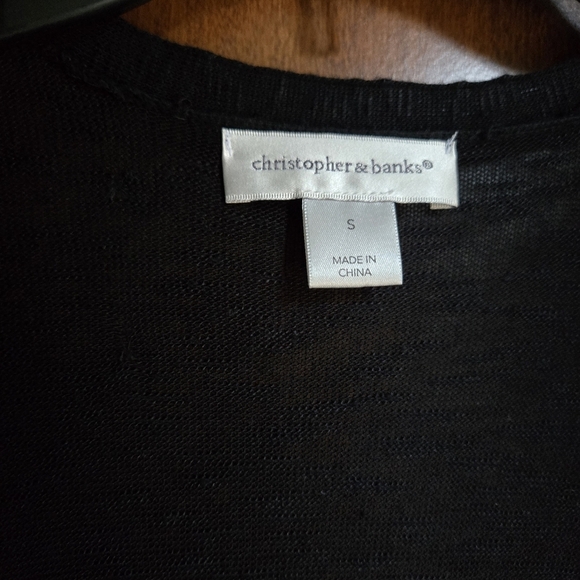 christopher & banks®
S
MADE IN
CHINA